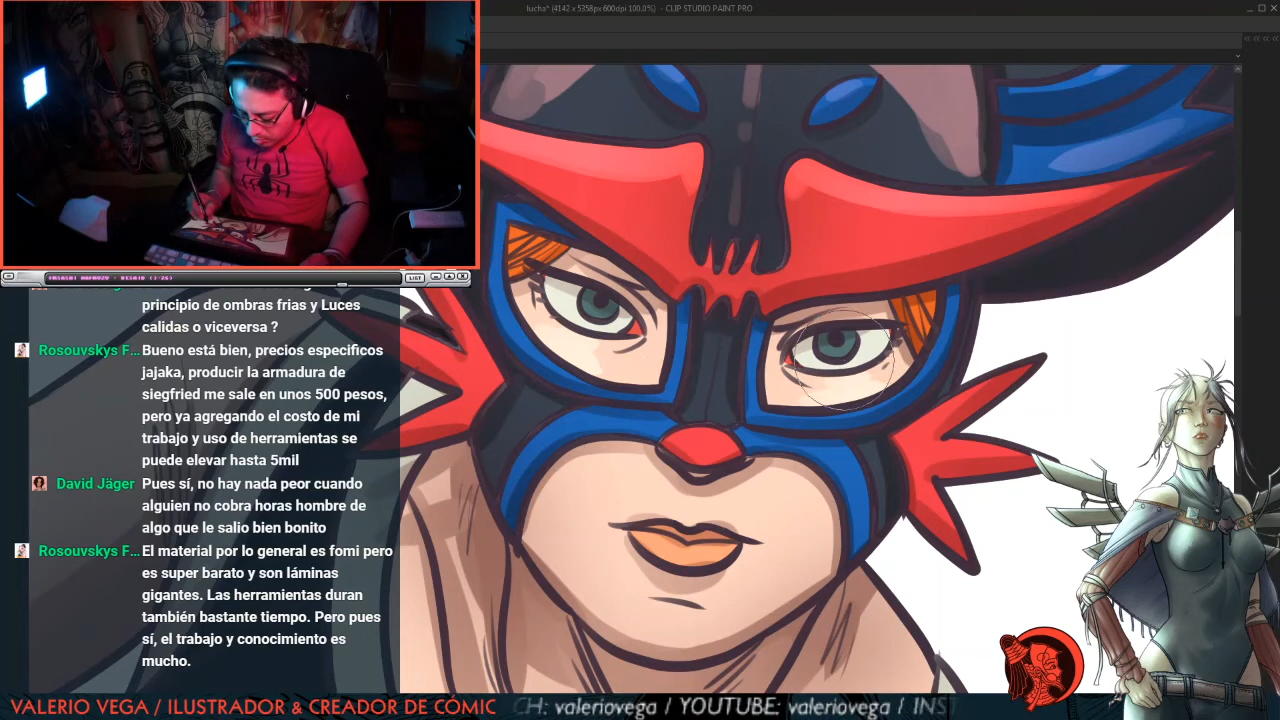 lucha* (4142 x 5358px 600dpi 100.0%) - CLIP STUDIO PAINT PRO
LIST
principio de ombras frias y Luces
calidas o viceversa ?
Rosouvskys F... Bueno está bien, precios especificos
jajaka, producir la armadura de
siegfried me sale en unos 500 pesos,
pero ya agregando el costo de mi
trabajo y uso de herramientas se
puede elevar hasta 5mil
David Jäger Pues sí, no hay nada peor cuando
alguien no cobra horas hombre de
algo que le salio bien bonito
Rosouvskys F... El material por lo general es fomi pero
es super barato y son láminas
gigantes. Las herramientas duran
también bastante tiempo. Pero pues
sí, el trabajo y conocimiento es
mucho.
VALERIO VEGA / ILUSTRADOR & CREADOR DE CÓMIC CH: valeriovega / YOUTUBE: valeriovega / INST